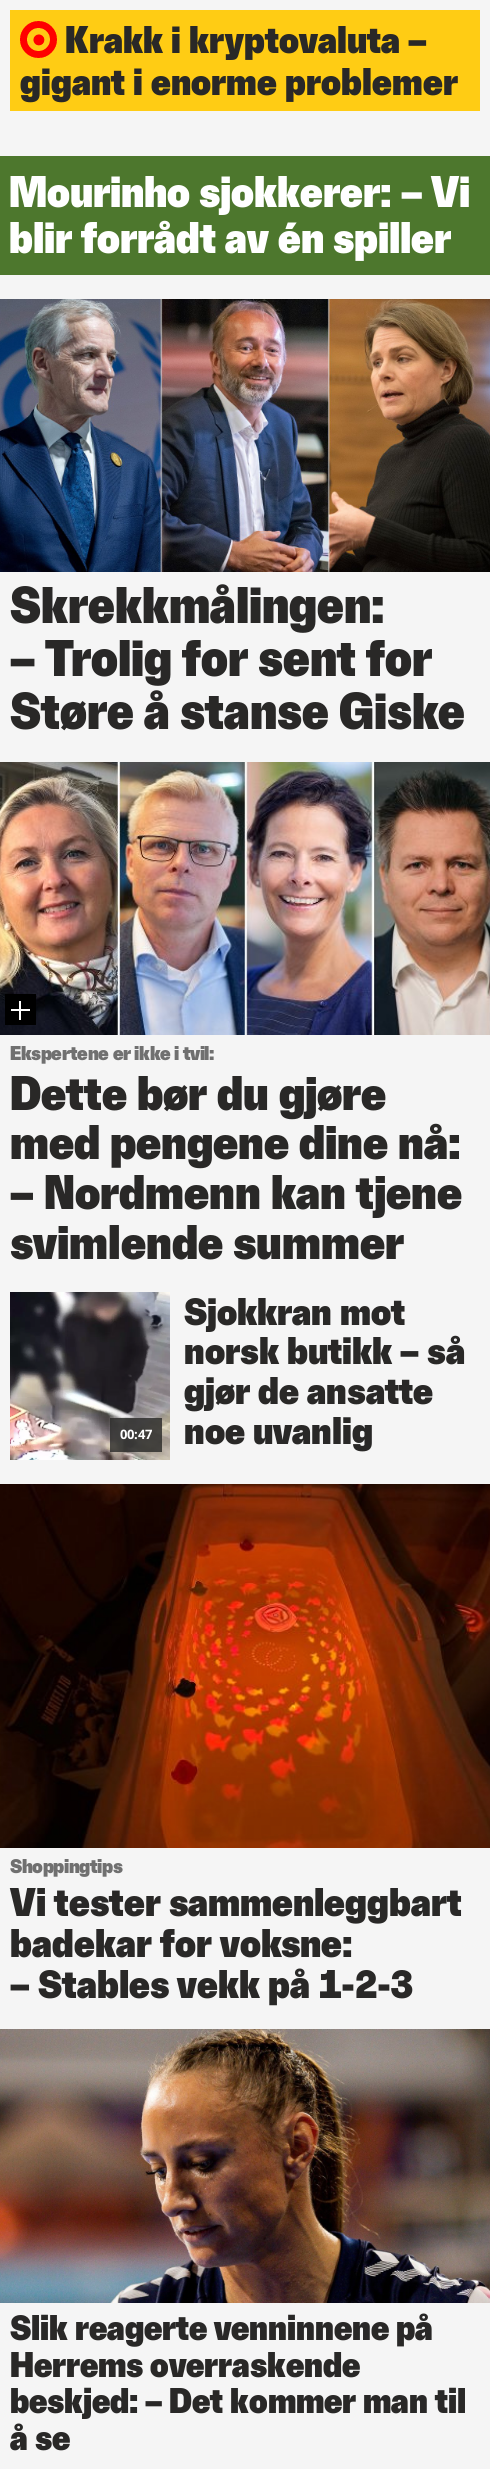 Krakk i kryptovaluta –
gigant i enorme problemer
Mourinho sjokkerer: – Vi
blir forrådt av én spiller
Skrekkmålingen:
– Trolig for sent for
Støre å stanse Giske
Ekspertene er ikke i tvil:
Dette bør du gjøre
med pengene dine nå:
– Nordmenn kan tjene
svimlende summer
00:47
Sjokkran mot
norsk butikk – så
gjør de ansatte
noe uvanlig
Shoppingtips
Vi tester sammenleggbart
badekar for voksne:
– Stables vekk på 1-2-3
Slik reagerte venninnene på
Herrems overraskende
beskjed: – Det kommer man til
å se